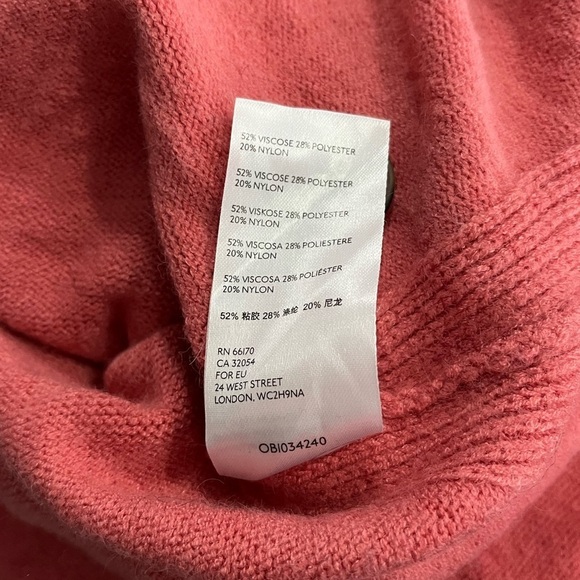 52% VISCOSE 28% POLYESTER
20% NYLON
52% VISCOSE 28% POLYESTER
20% NYLON
52% VISKOSE 28% POLYESTER
20% NYLON
52% VISCOSA 28% POLIESTERE
20% NYLON
52% VISCOSA 28% POLIÉSTER
20% NYLON
52% 粘胶 28% 涤纶 20% 尼龙
RN 66170
CA 32054
FOR EU
24 WEST STREET
LONDON, WC2H9NA
OBI034240